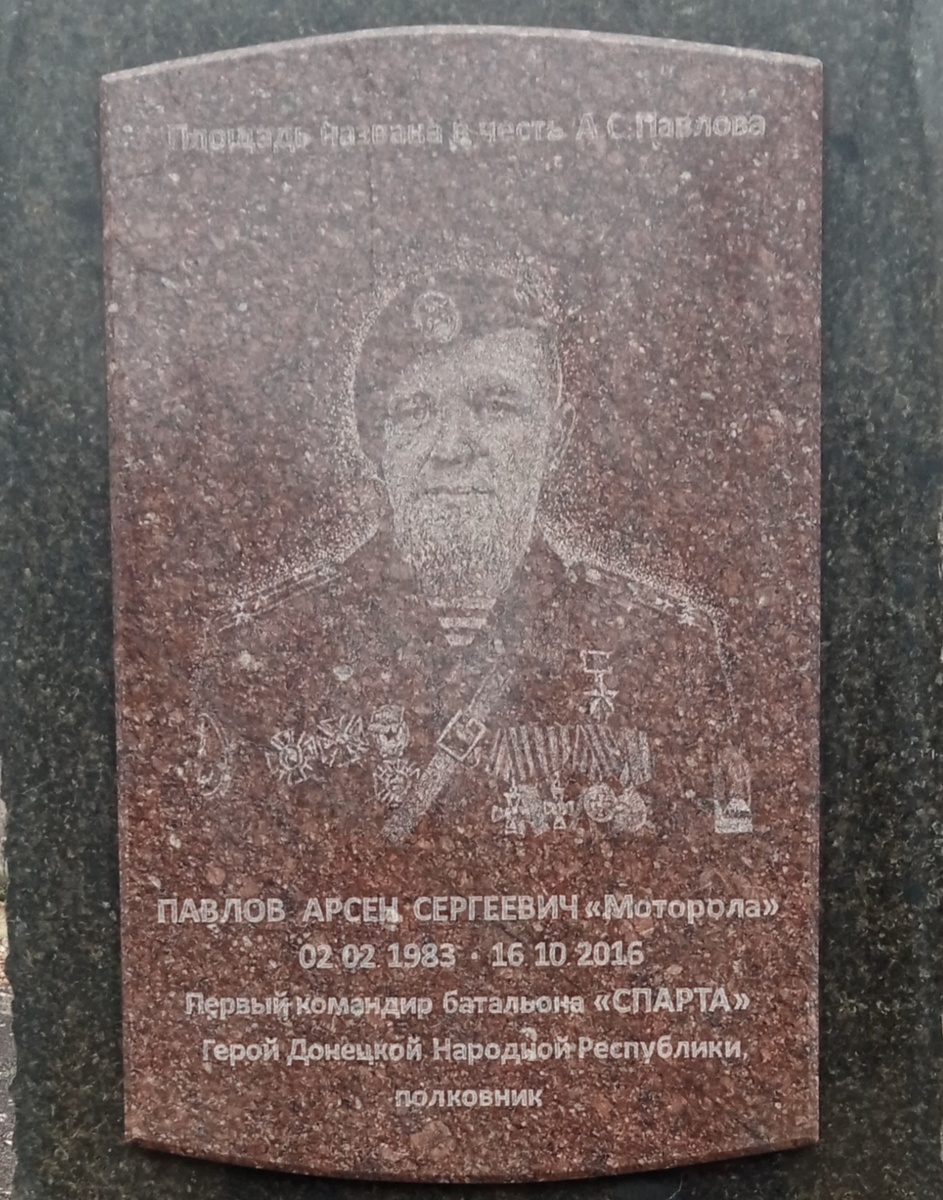 Площадь названа в честь А.С.Павлова
ПАВЛОВ АРСЕН СЕРГЕЕВИЧ «Моторола»
02 02 1983 · 16 10 2016
Первый командир батальона «СПАРТА»
Герой Донецкой Народной Республики,
полковник